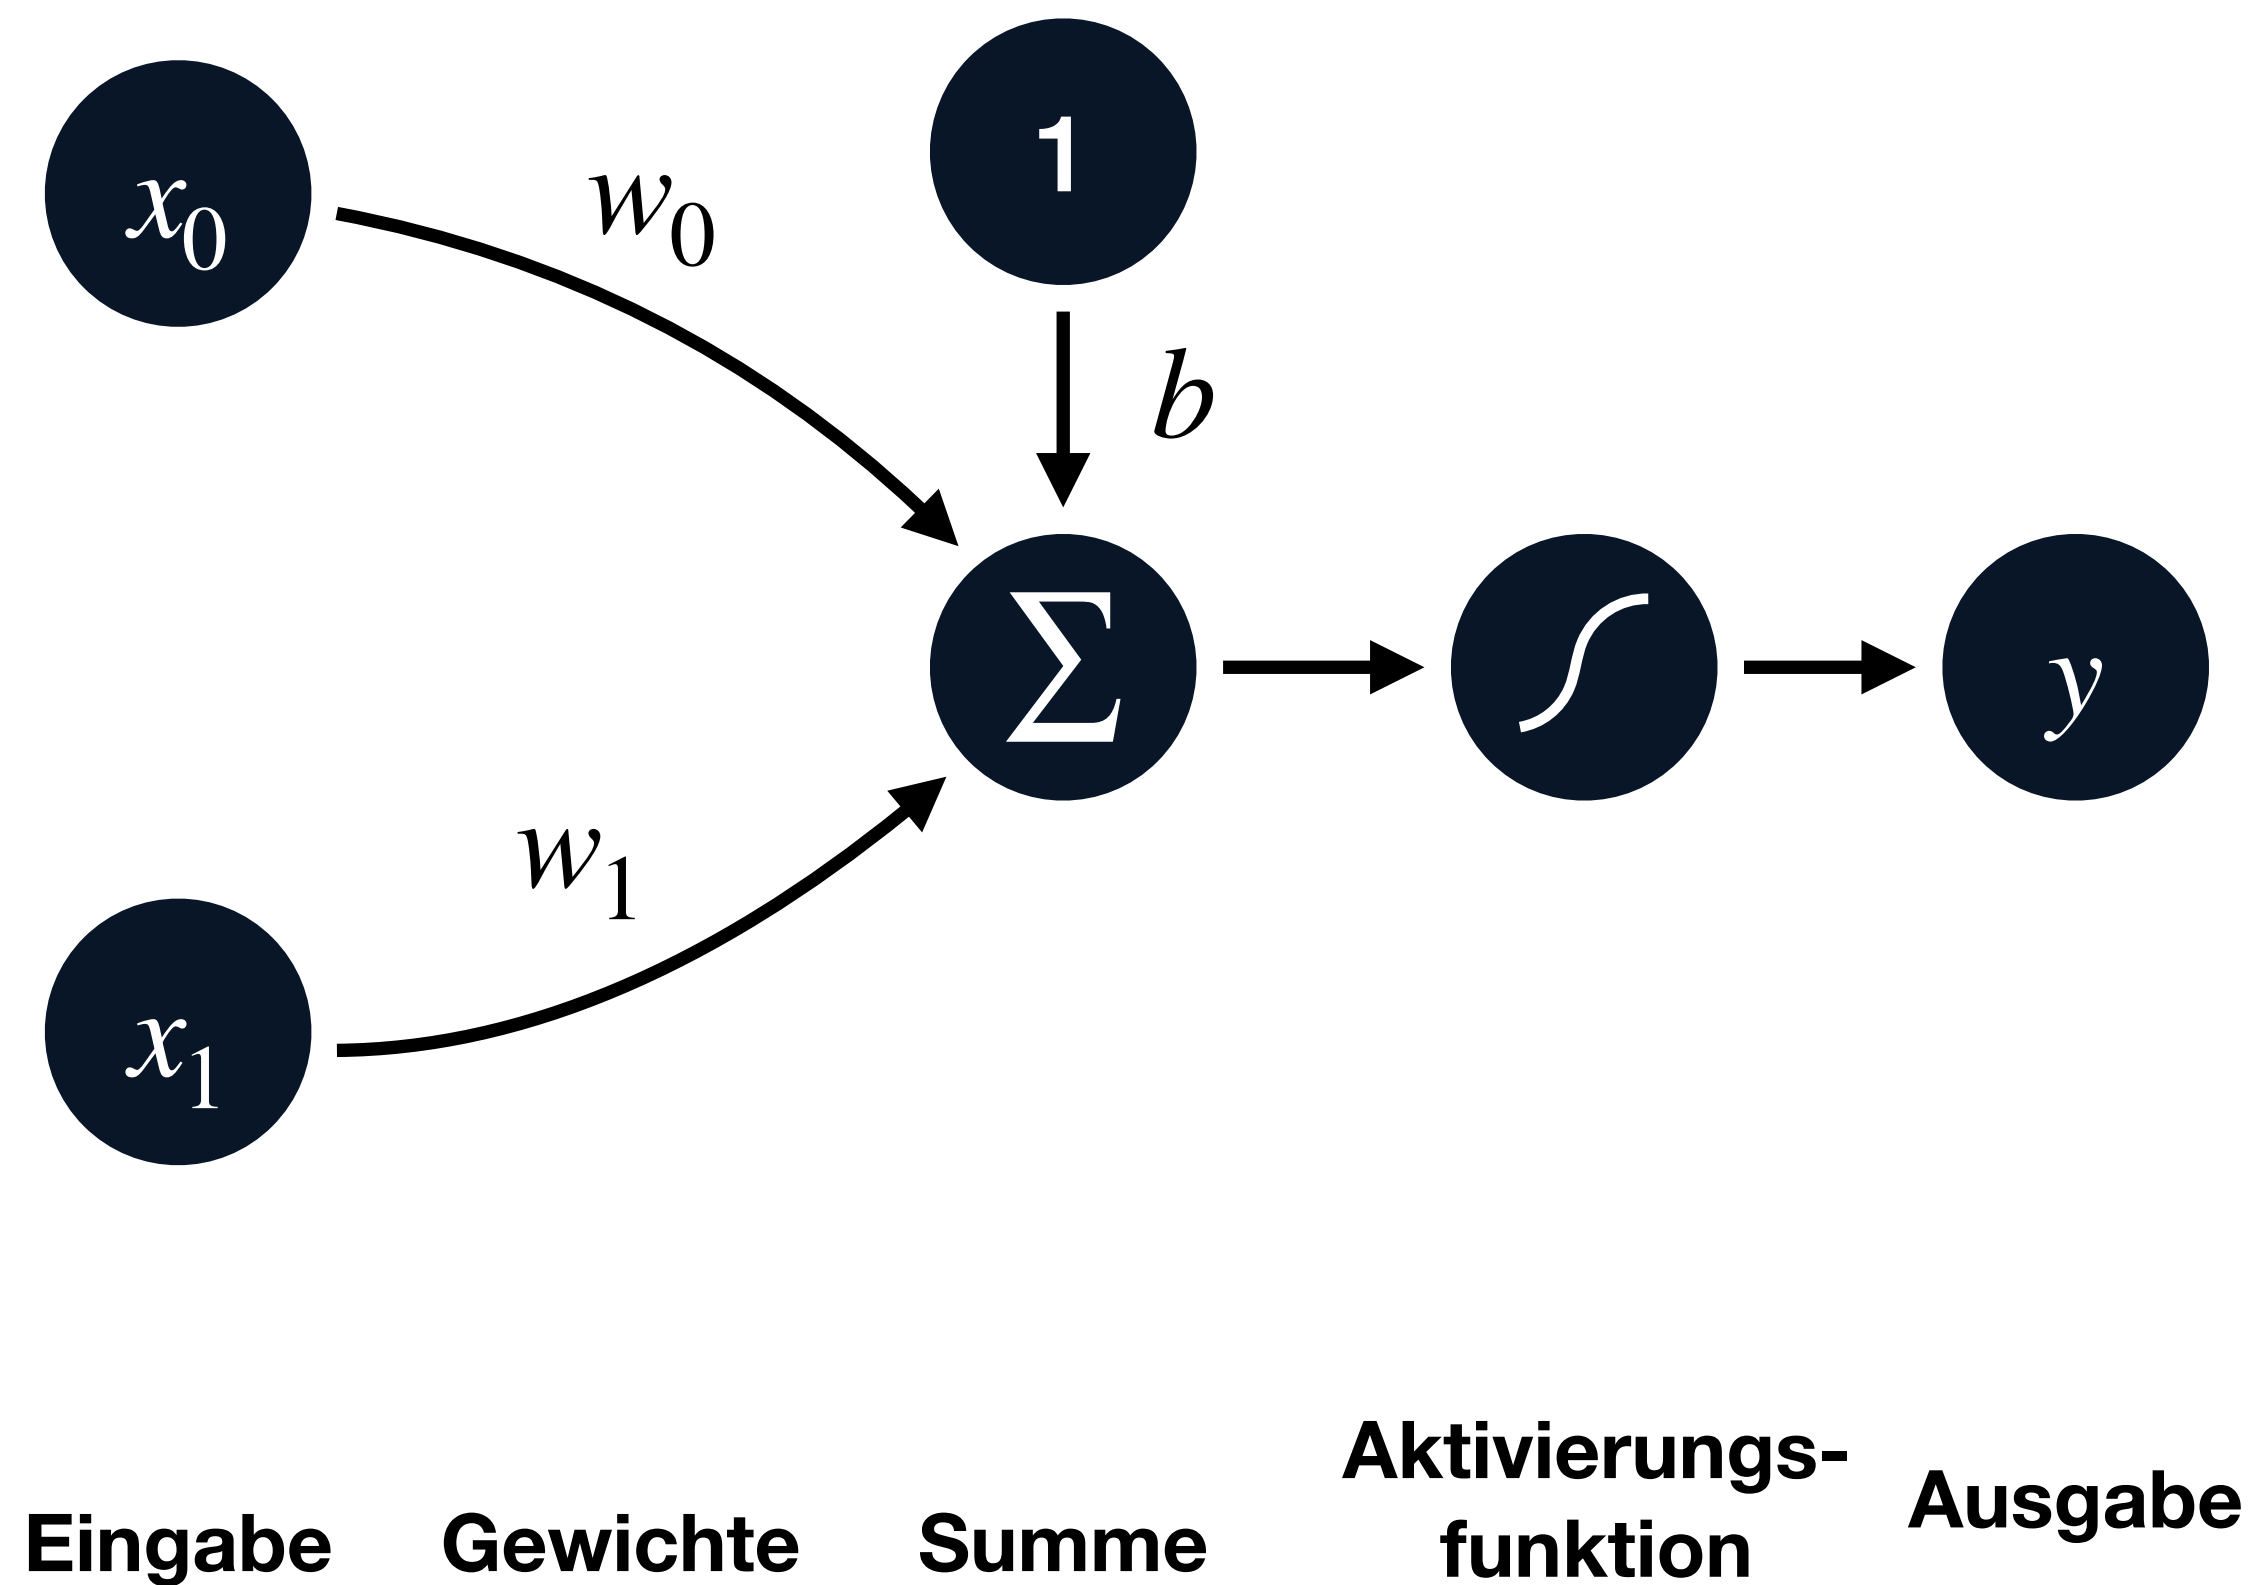 x₀
w₀
1
b
Σ
y
w₁
x₁
Eingabe
Gewichte
Summe
Aktivierungs-
funktion
Ausgabe